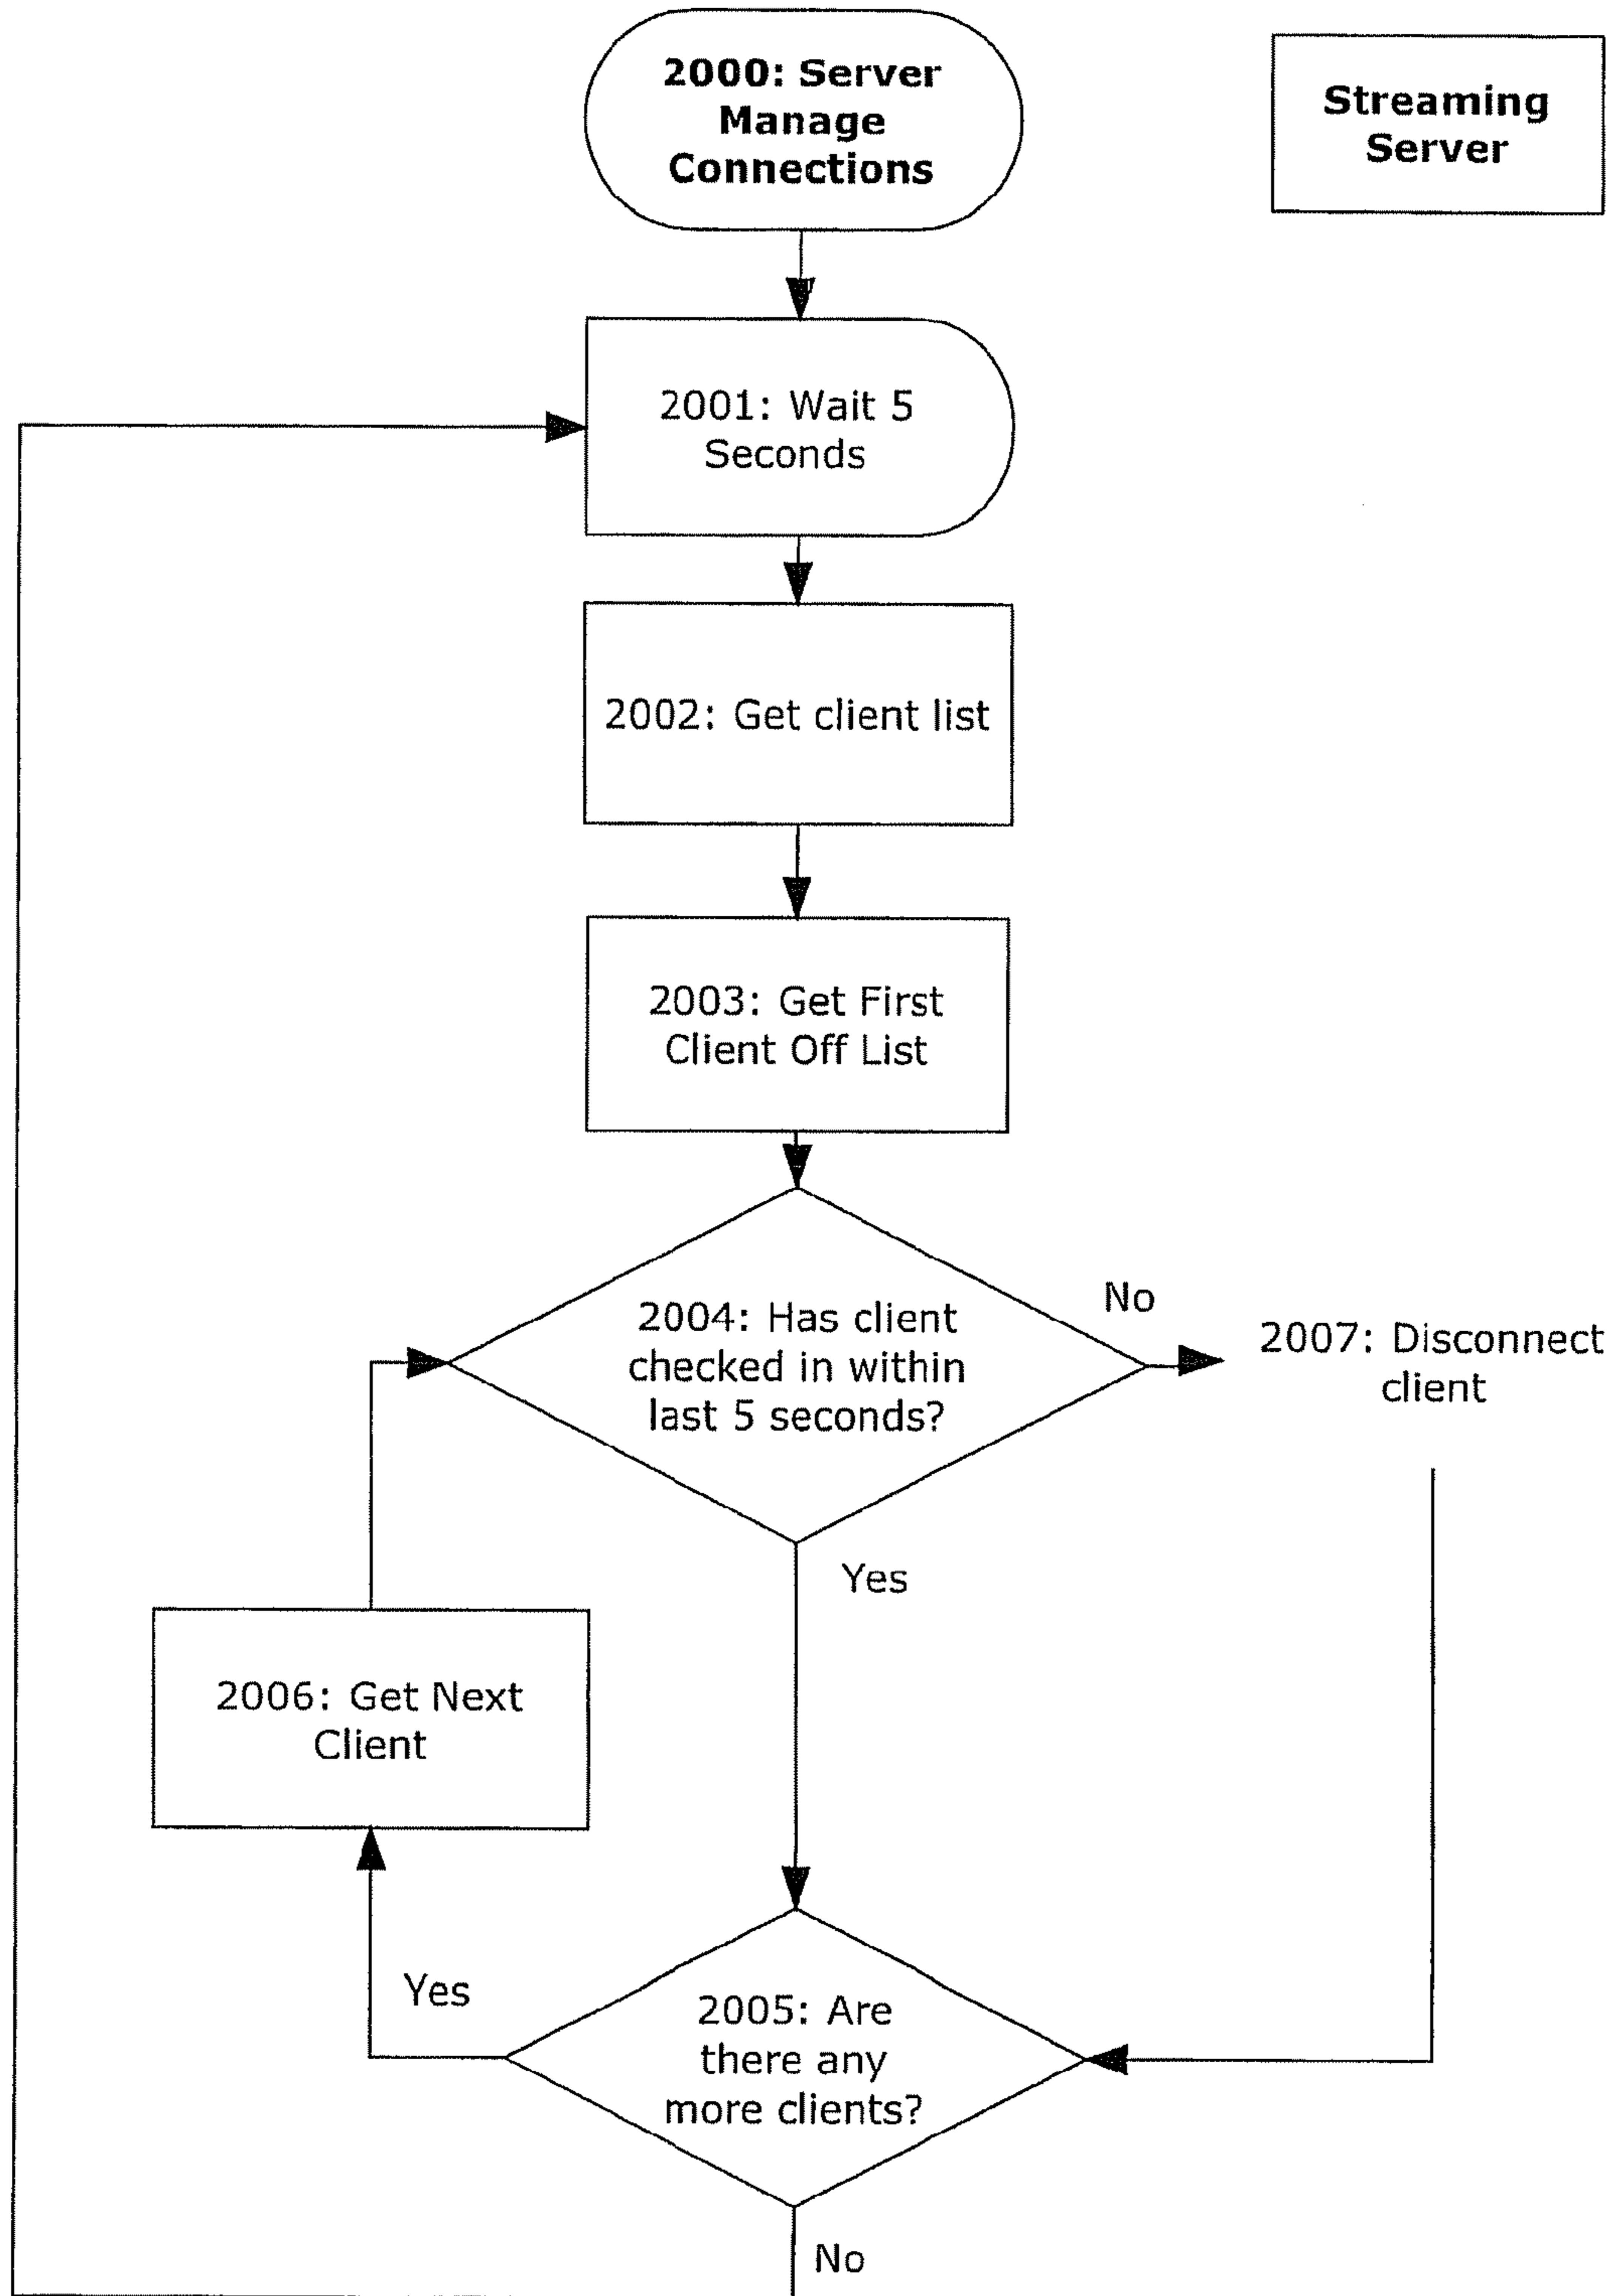 2000: Server
Manage
Connections
Streaming
Server
2001: Wait 5
Seconds
2002: Get client list
2003: Get First
Client Off List
2004: Has client
checked in within
last 5 seconds?
No
2007: Disconnect
client
Yes
2006: Get Next
Client
Yes
2005: Are
there any
more clients?
No